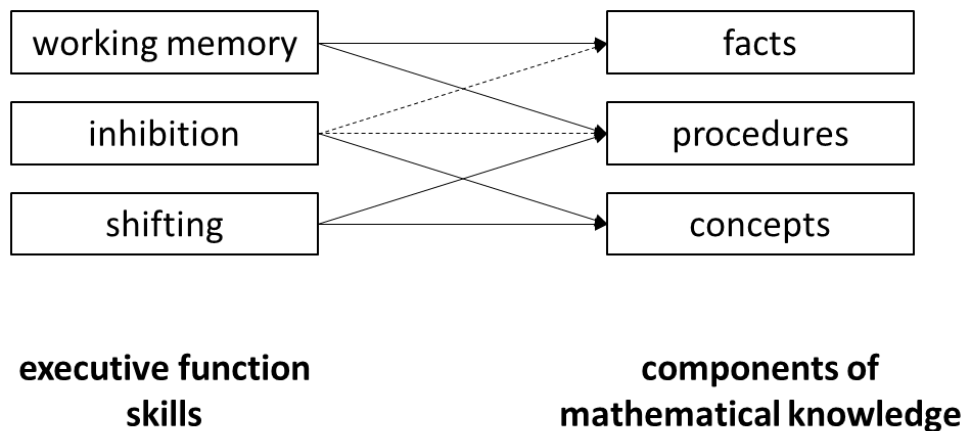 working memory
facts
inhibition
procedures
shifting
concepts
executive function
skills
components of
mathematical knowledge